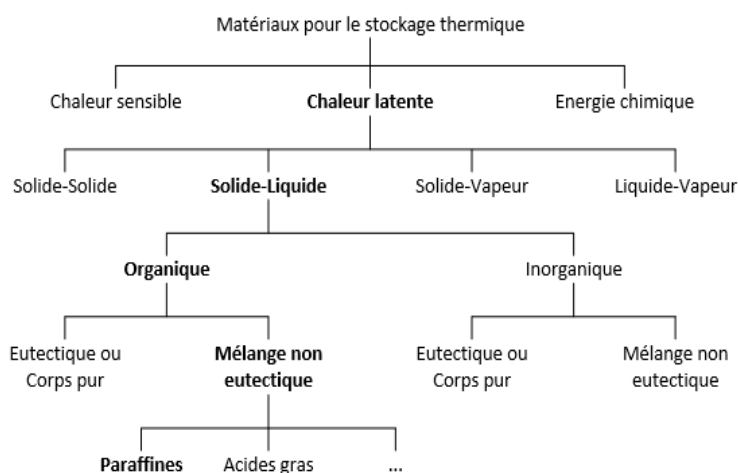 Matériaux pour le stockage thermique
Chaleur sensible
Chaleur latente
Energie chimique
Solide-Solide
Solide-Liquide
Solide-Vapeur
Liquide-Vapeur
Organique
Inorganique
Eutectique ou
Corps pur
Mélange non
eutectique
Eutectique ou
Corps pur
Mélange non
eutectique
Paraffines
Acides gras
...